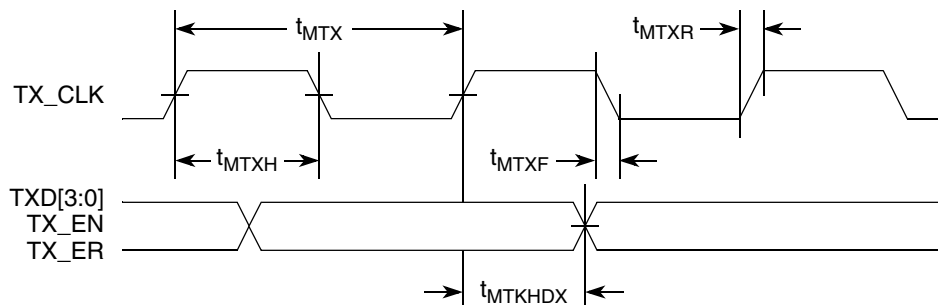 tMTX
tMTXR
TX_CLK
tMTXH
tMTXF
TXD[3:0]
TX_EN
TX_ER
tMTKHDX